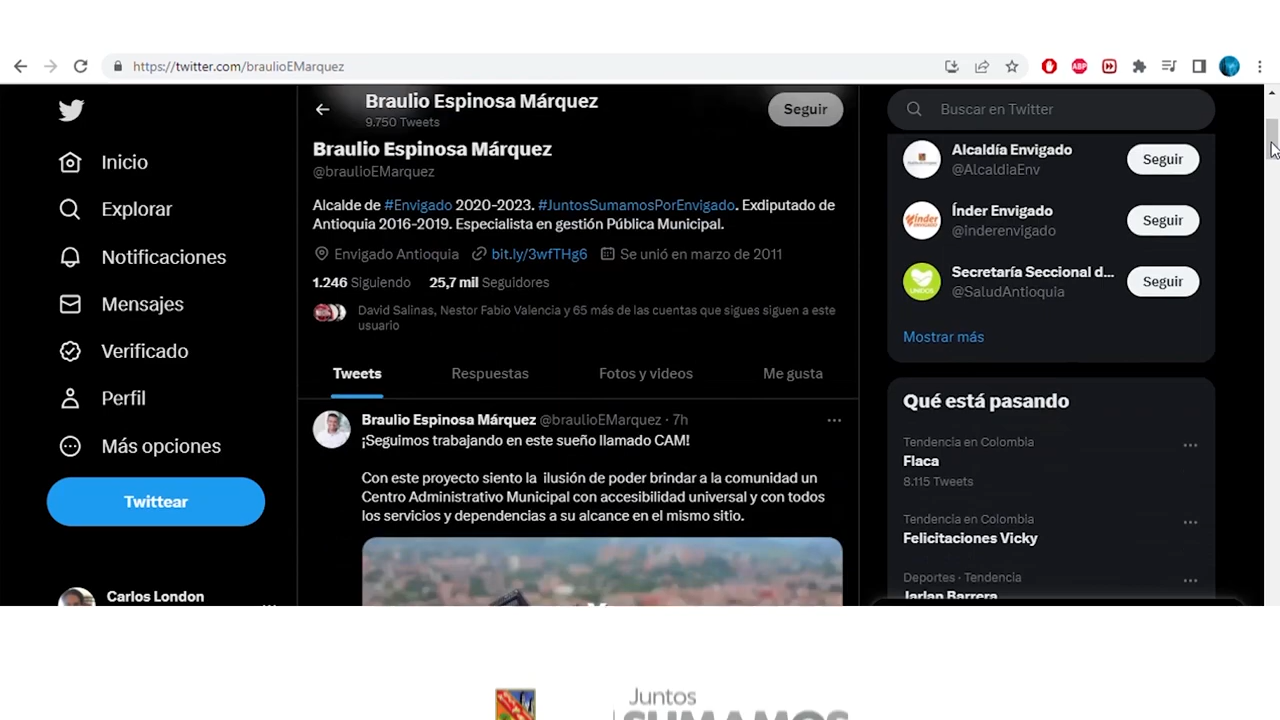 https://twitter.com/braulioEMarquez
ABP
Inicio
Explorar
Notificaciones
Mensajes
Verificado
Perfil
Más opciones
Twittear
Carlos London
Braulio Espinosa Márquez
9.750 Tweets
Seguir
Braulio Espinosa Márquez
@braulioEMarquez
Alcalde de #Envigado 2020-2023. #JuntosSumamosPorEnvigado. Exdiputado de
Antioquia 2016-2019. Especialista en gestión Pública Municipal.
Envigado Antioquia bit.ly/3wfTHg6 Se unió en marzo de 2011
1.246 Siguiendo 25,7 mil Seguidores
David Salinas, Nestor Fabio Valencia y 65 más de las cuentas que sigues siguen a este
usuario
Tweets Respuestas Fotos y videos Me gusta
Braulio Espinosa Márquez @braulioEMarquez · 7h
¡Seguimos trabajando en este sueño llamado CAM!
Con este proyecto siento la ilusión de poder brindar a la comunidad un
Centro Administrativo Municipal con accesibilidad universal y con todos
los servicios y dependencias a su alcance en el mismo sitio.
Buscar en Twitter
Alcaldía Envigado
@AlcaldiaEnv
Seguir
Índer Envigado
@inderenvigado
Seguir
Secretaría Seccional d...
@SaludAntioquia
Seguir
Mostrar más
Qué está pasando
Tendencia en Colombia
Flaca
8.115 Tweets
Tendencia en Colombia
Felicitaciones Vicky
Deportes · Tendencia
Jarlan Barrera
Juntos
SUMAMOS